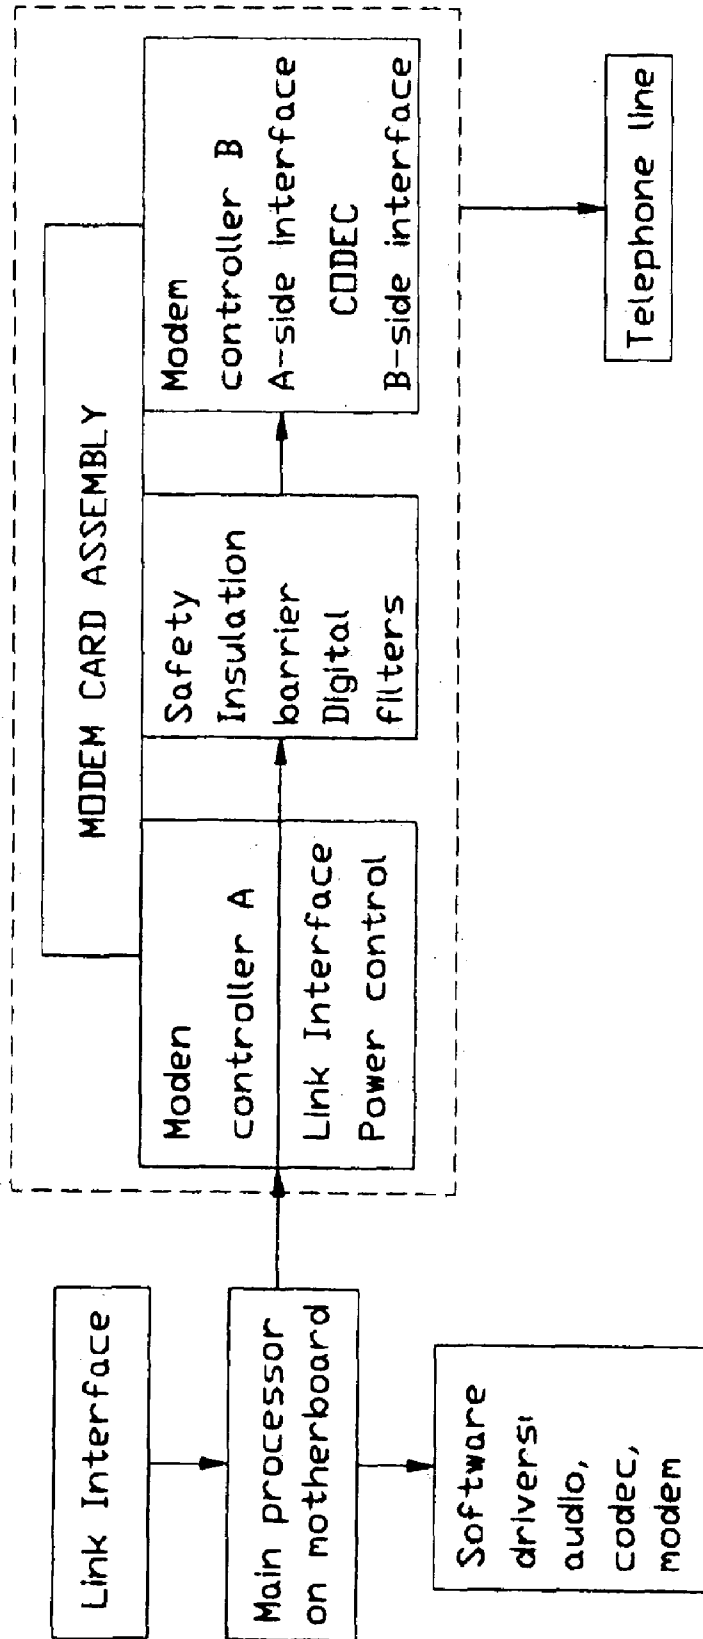 Link Interface
Main processor
on motherboard
Software
drivers:
audio,
codec,
modem
MODEM CARD ASSEMBLY
Moden
controller A
Link Interface
Power control
Safety
Insulation
barrier
Digital
filters
Modem
controller B
A-side interface
CODEC
B-side interface
Telephone line